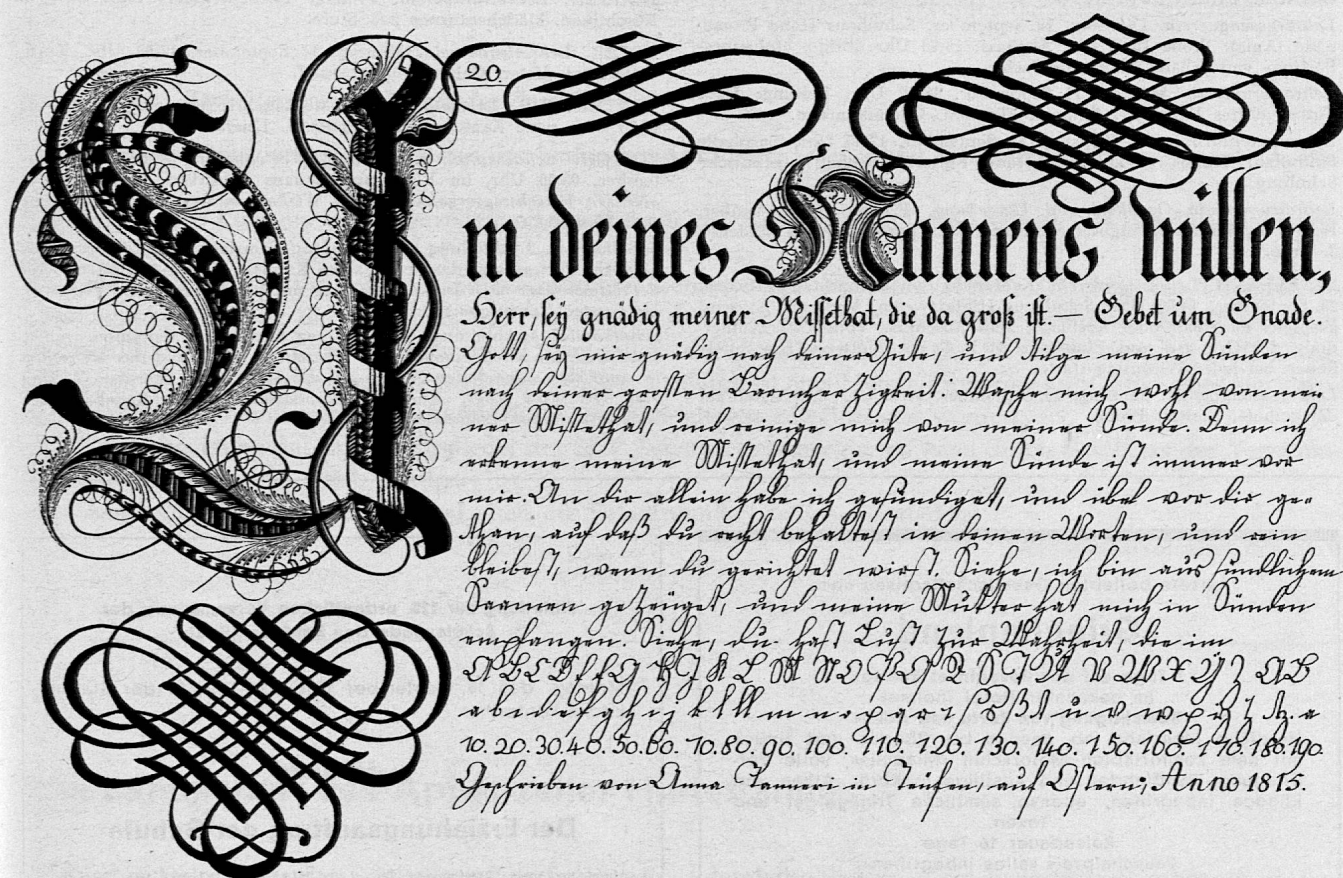 20.
Um deines Namens willen,
Herr, sey gnädig meiner Missethat, die da groß ist. — Gebet um Gnade.
Gott, sey mir gnädig nach deiner Güte, und tilge meine Sünden
nach deiner grossen Barmherzigkeit. Wasche mich wohl von mei-
ner Missethat, und reinige mich von meiner Sünde. Denn ich
erkenne meine Missethat, und meine Sünde ist immer vor
mir. An dir allein habe ich gesündiget, und übel vor dir ge-
than, auf daß du recht behaltest in deinen Worten, und rein
bleibest, wenn du gerichtet wirst. Siehe, ich bin aus sündlichem
Saamen gezeuget, und meine Mutter hat mich in Sünden
empfangen. Siehe, du hast Lust zur Wahrheit, die im
A B C D E F G H J K L M N O P Q R S T U V W X Y Z
a b c d e f g h i j k l m n o p q r s ß t u v w x y z tz
10. 20. 30. 40. 50. 60. 70. 80. 90. 100. 110. 120. 130. 140. 150. 160. 170. 180. 190.
Geschrieben von Anna Tanneri in Teüfen, auf Ostern, Anno 1815.